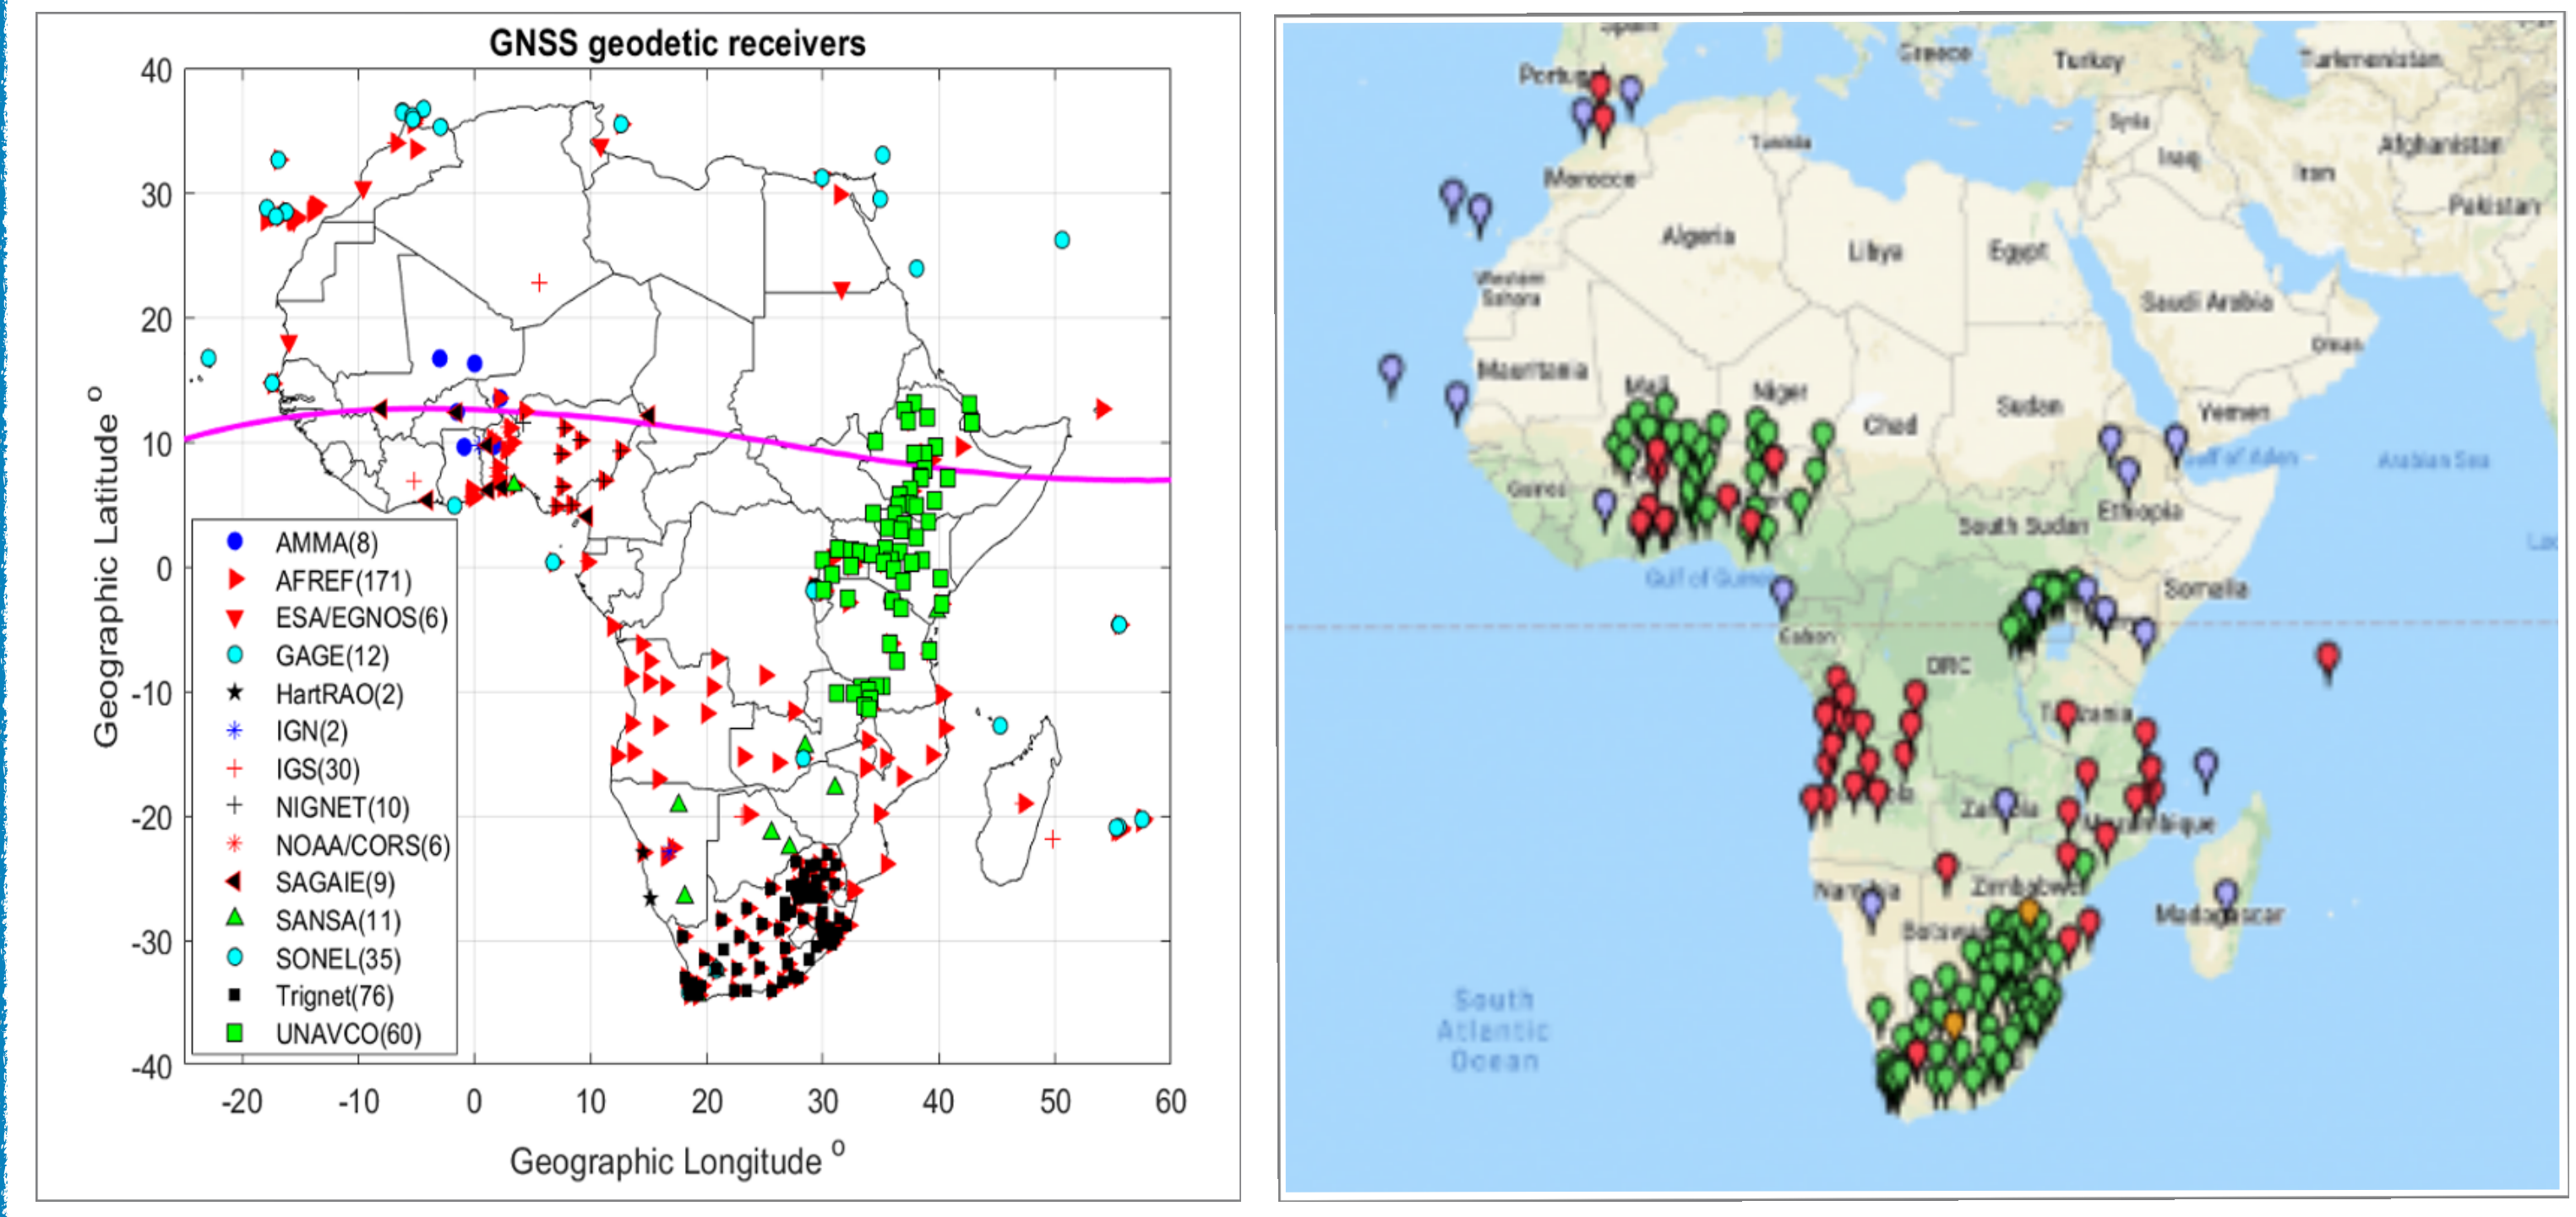 GNSS geodetic receivers
40
30
20
10
0
-10
-20
-30
-40
Geographic Latitude o
AMMA(8)
AFREF(171)
ESA/EGNOS(6)
GAGE(12)
HartRAO(2)
IGN(2)
IGS(30)
NIGNET(10)
NOAA/CORS(6)
SAGAIE(9)
SANSA(11)
SONEL(35)
Trignet(76)
UNAVCO(60)
-20 -10 0 10 20 30 40 50 60
Geographic Longitude o
Spain
Greece
Turkey
Turkmenistan
Portugal
Syria
Tunisia
Iraq
Afghanistan
Iran
Morocco
Pakistan
Algeria
Libya
Egypt
Western
Sahara
Saudi Arabia
Oman
Mauritania
Mali
Niger
Chad
Sudan
Yemen
Gulf of Aden
Arabian Sea
Guinea
Ethiopia
South Sudan
Gulf of Guinea
Somalia
Gabon
DRC
Tanzania
Zambia
Mozambique
Namibia
Zimbabwe
Madagascar
Botswana
South
Atlantic
Ocean